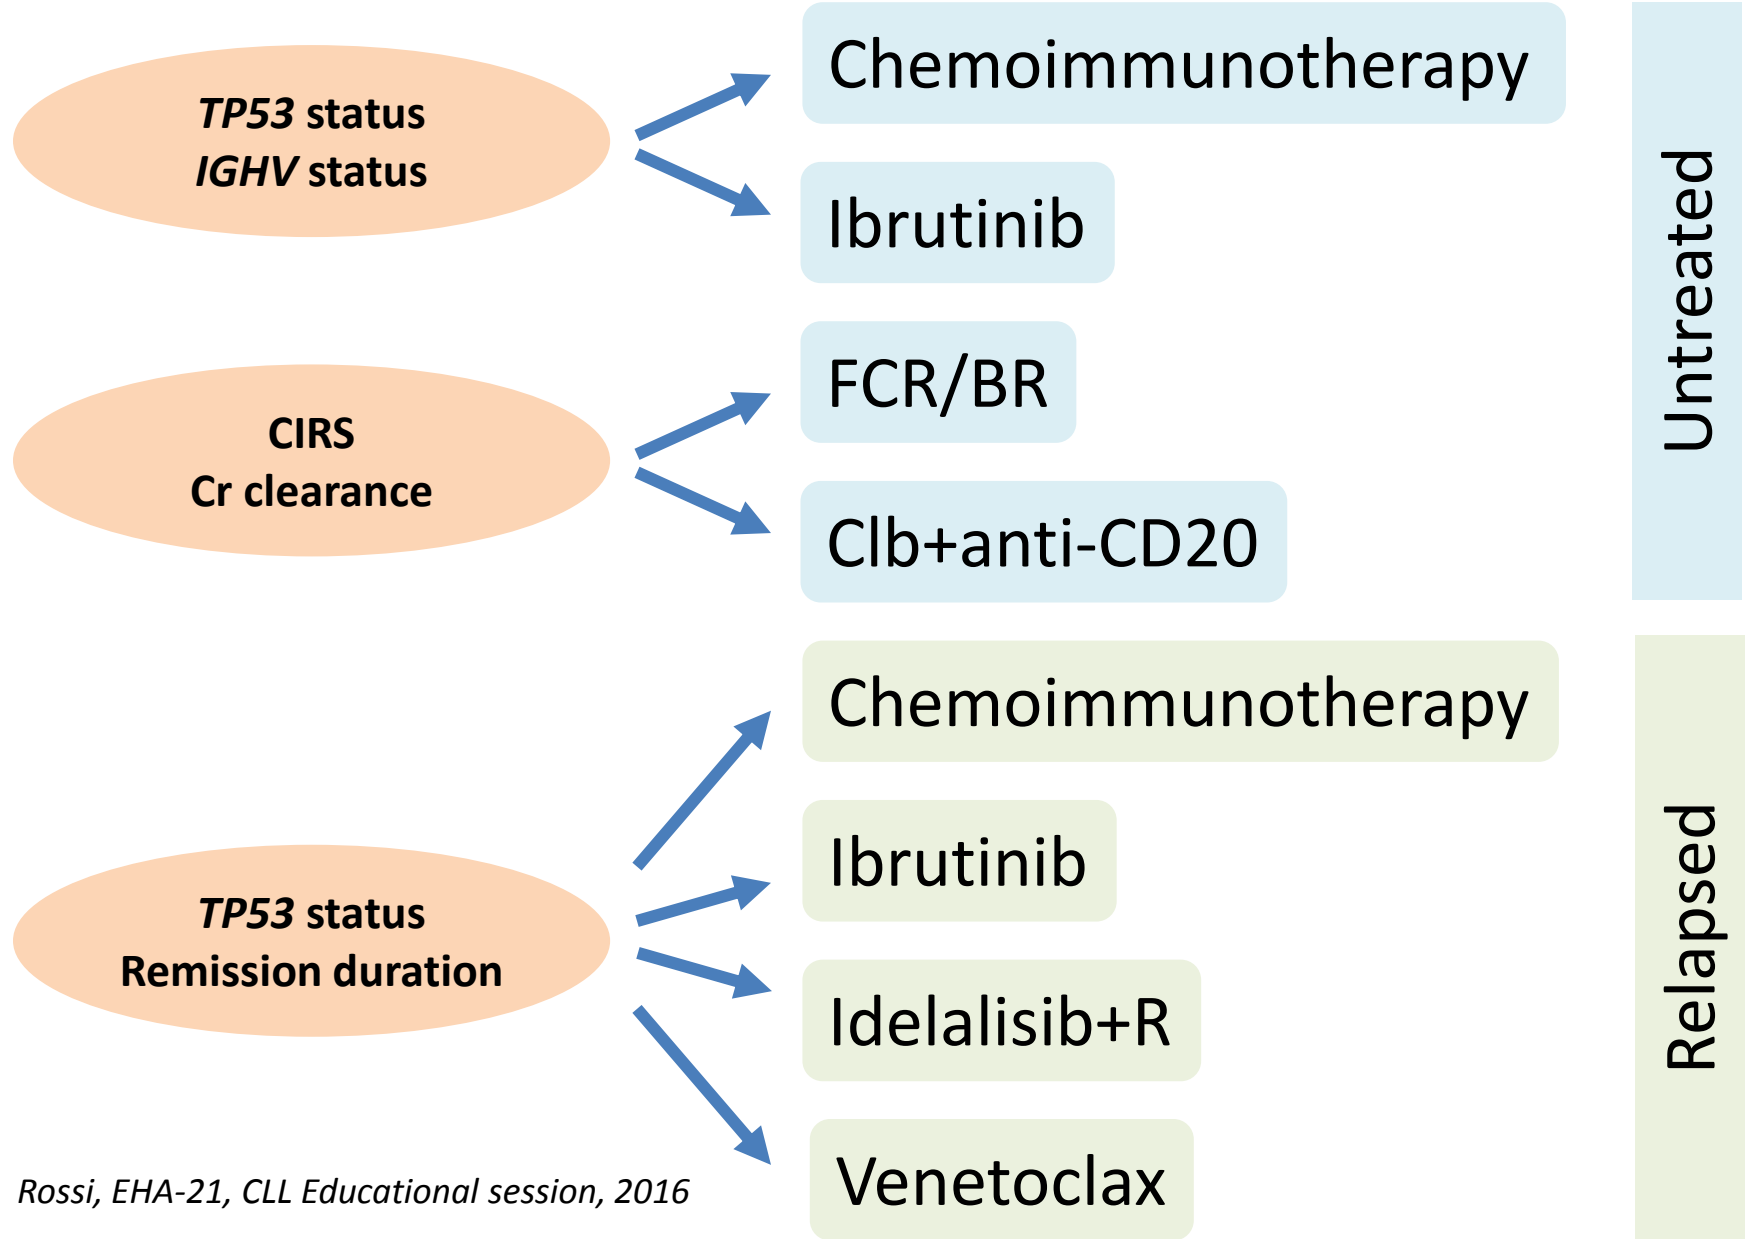 TP53 status
IGHV status
Chemoimmunotherapy
Ibrutinib
CIRS
Cr clearance
FCR/BR
Clb+anti-CD20
Untreated
TP53 status
Remission duration
Chemoimmunotherapy
Ibrutinib
Idelalisib+R
Venetoclax
Relapsed
Rossi, EHA-21, CLL Educational session, 2016